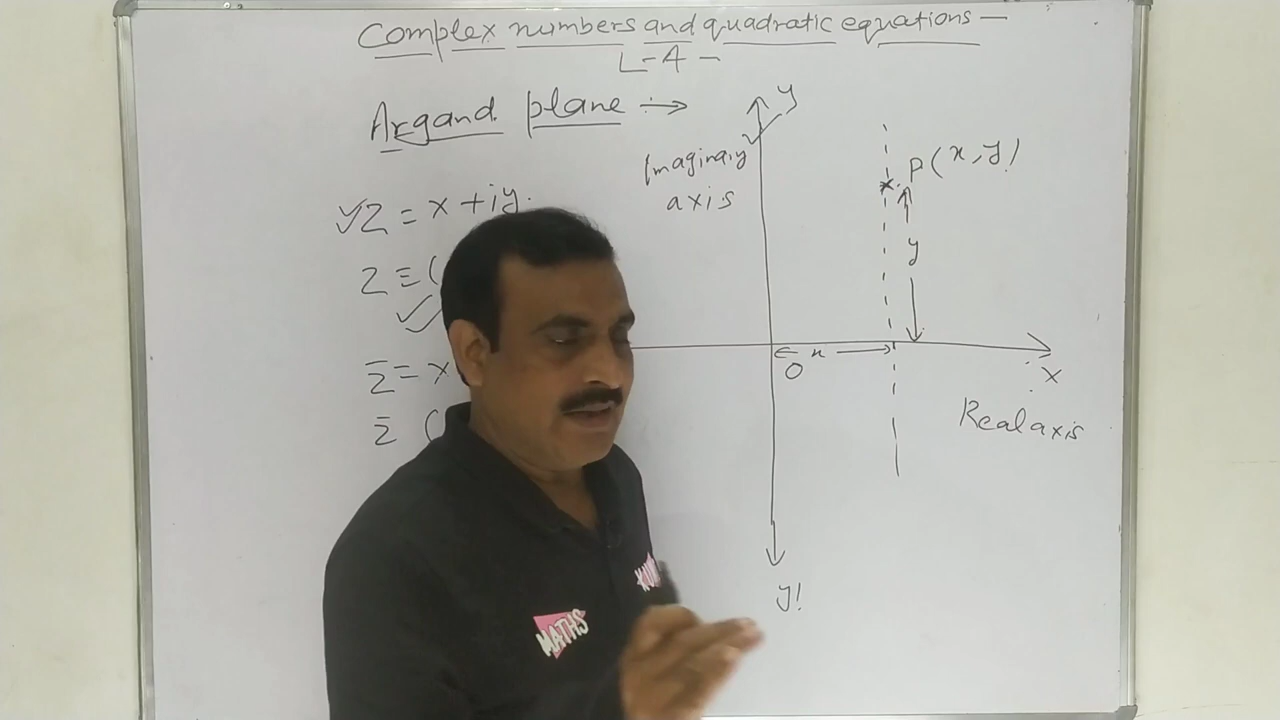 Complex numbers and quadratic equations —
L-4 -
Argand plane →
y
Imaginary
axis
P(x, y)
✓Z = x + iy.
Z ≡ (
y
Z̄ = x
x
O
X
Z̄ (
Real axis
y'
MATHS